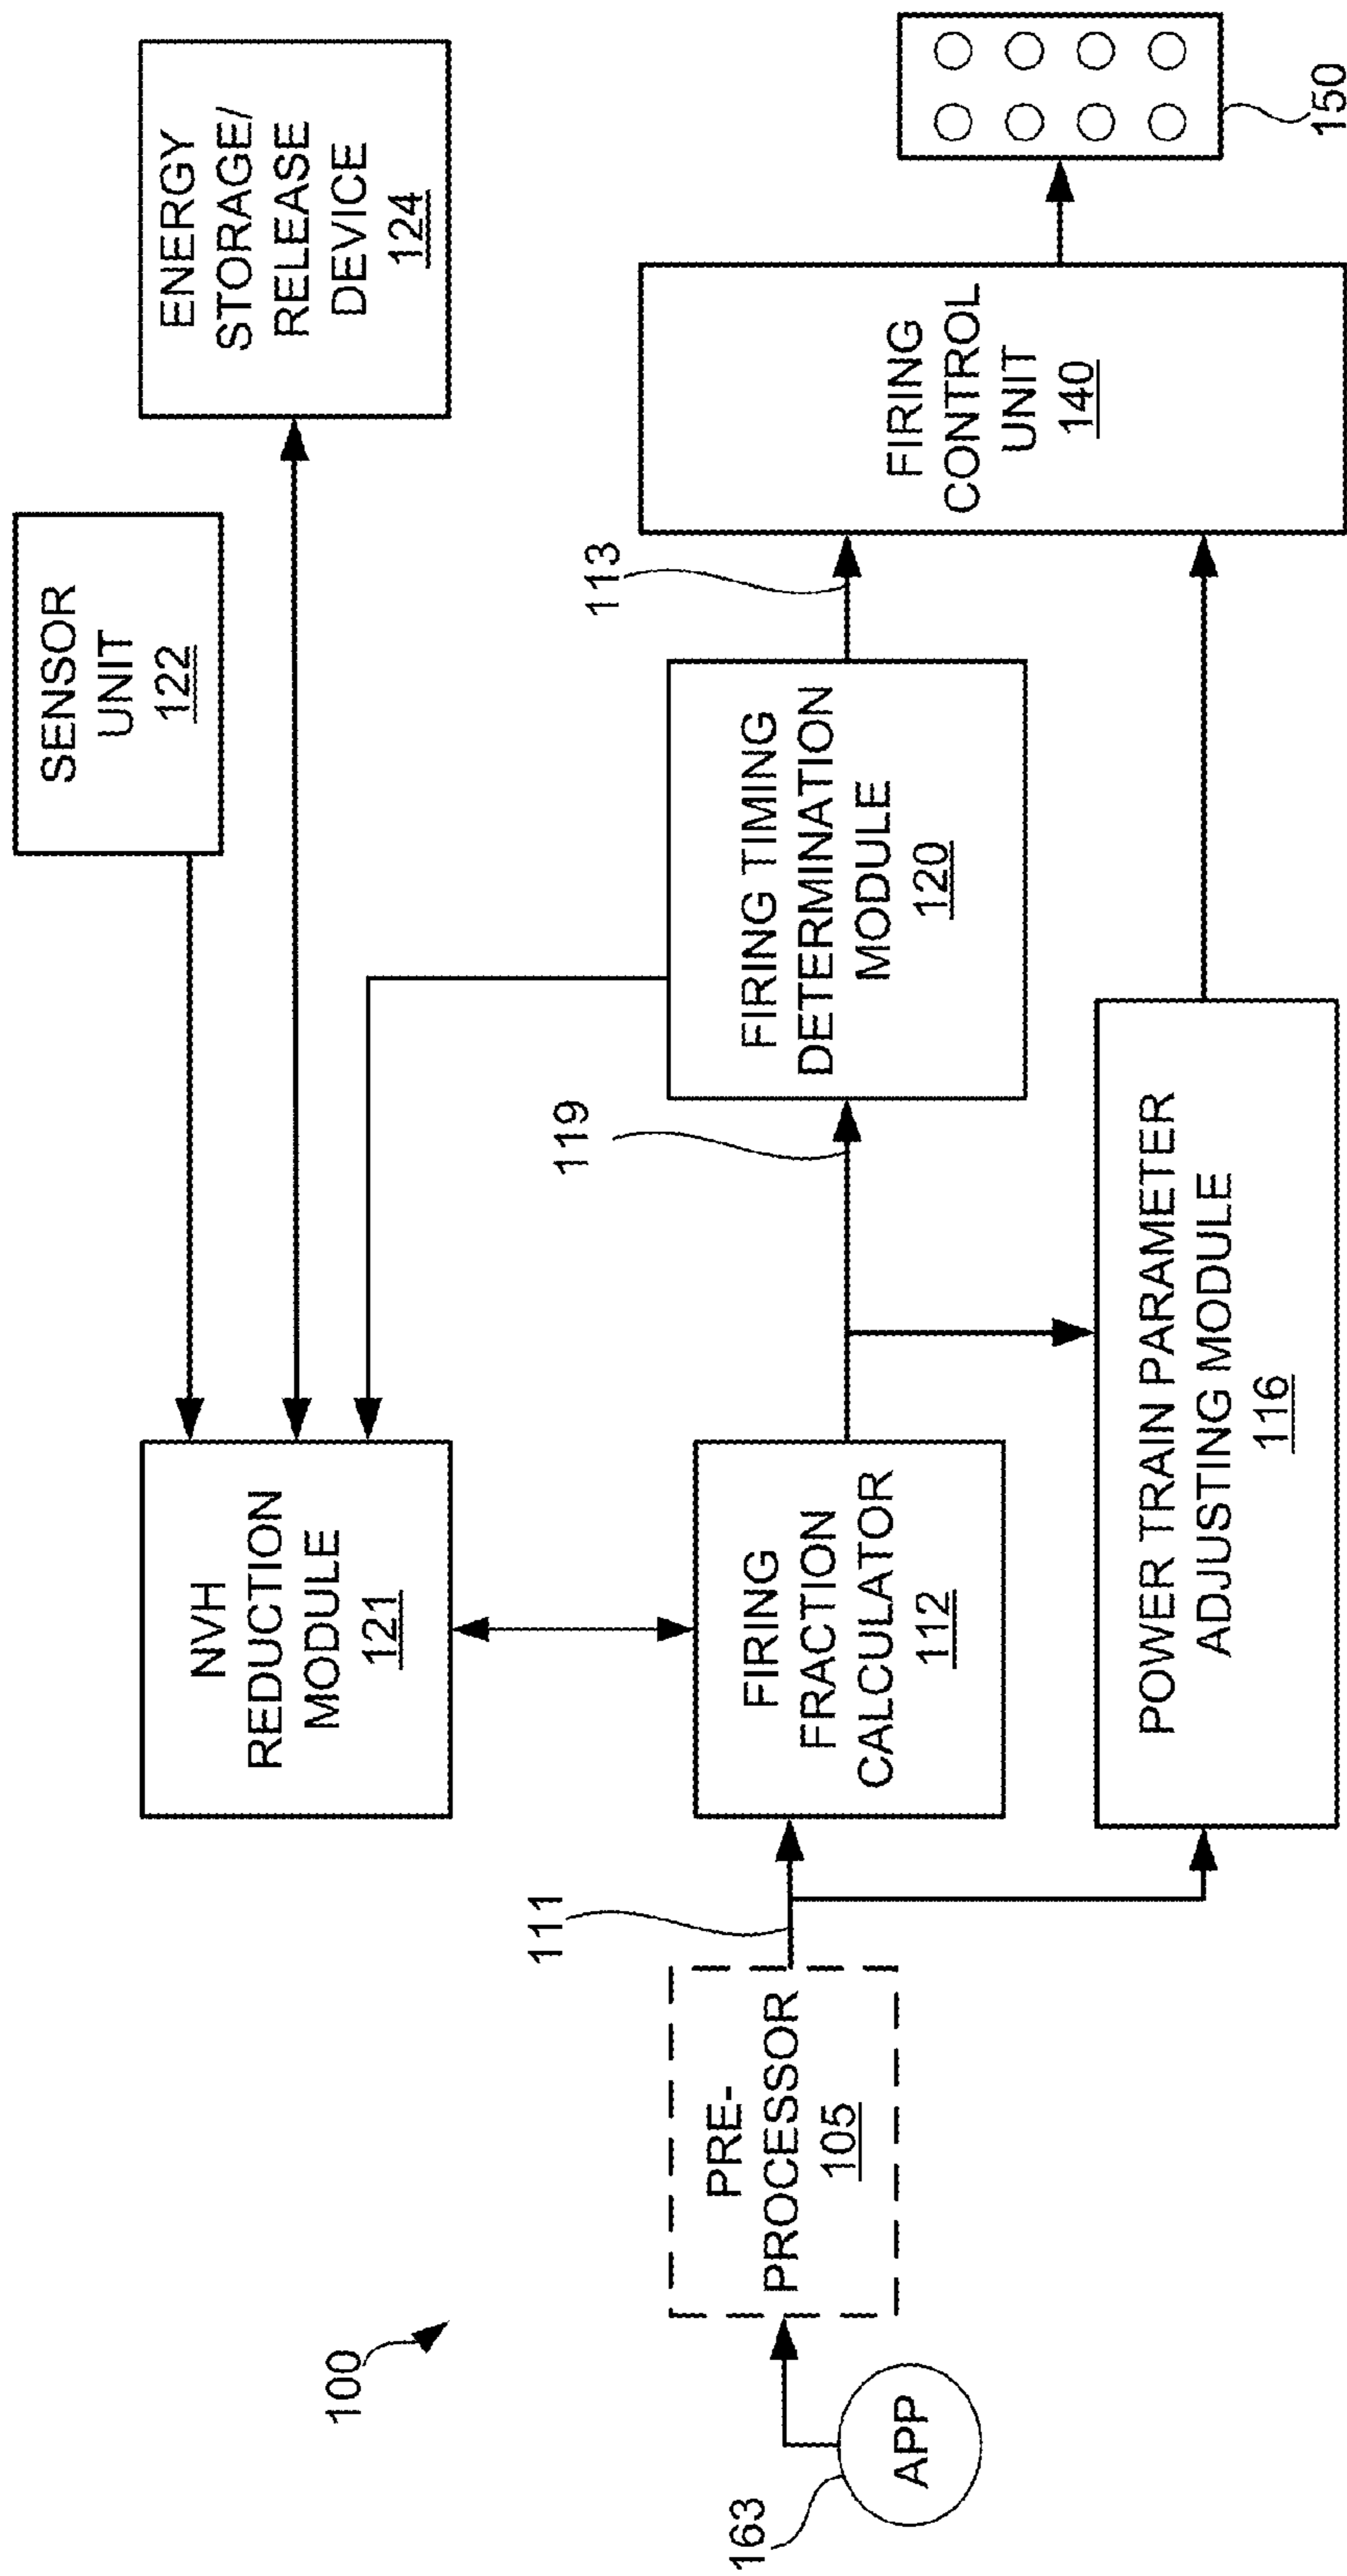 100
163
APP
PRE-
PROCESSOR
105
111
NVH
REDUCTION
MODULE
121
FIRING
FRACTION
CALCULATOR
112
POWER TRAIN PARAMETER
ADJUSTING MODULE
116
119
FIRING TIMING
DETERMINATION
MODULE
120
SENSOR
UNIT
122
113
ENERGY
STORAGE/
RELEASE
DEVICE
124
FIRING
CONTROL
UNIT
140
150